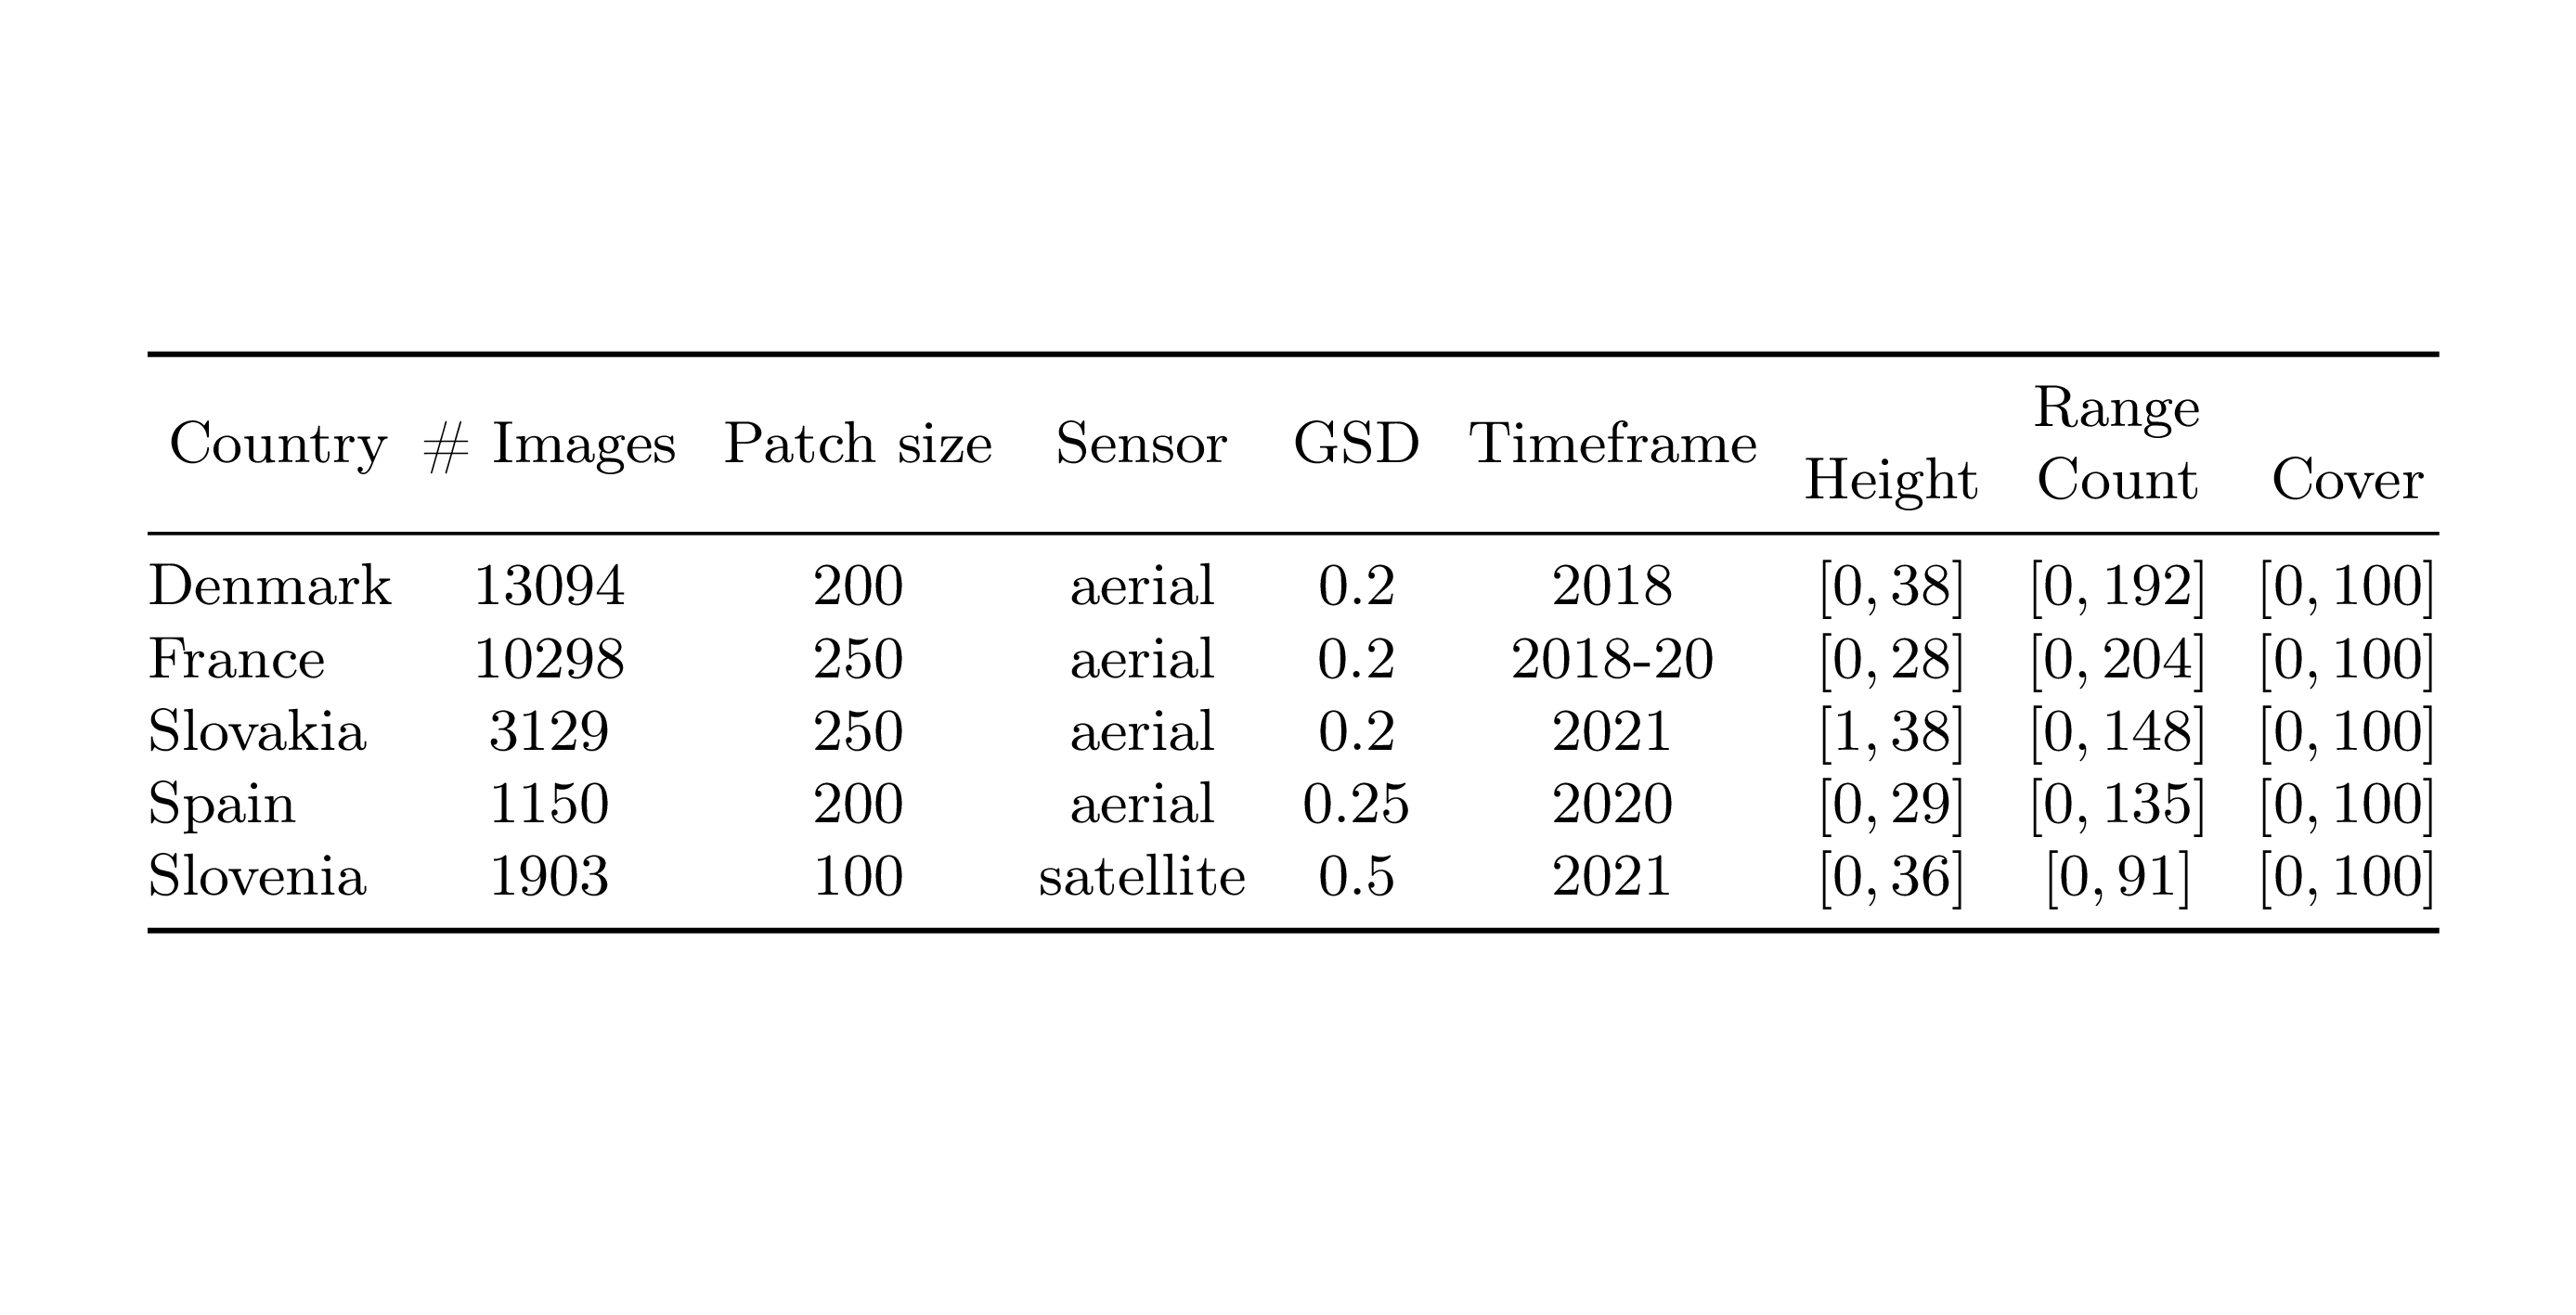 Range
Country # Images Patch size Sensor GSD Timeframe
Height Count Cover
Denmark 13094 200 aerial 0.2 2018 [0, 38] [0, 192] [0, 100]
France 10298 250 aerial 0.2 2018-20 [0, 28] [0, 204] [0, 100]
Slovakia 3129 250 aerial 0.2 2021 [1, 38] [0, 148] [0, 100]
Spain 1150 200 aerial 0.25 2020 [0, 29] [0, 135] [0, 100]
Slovenia 1903 100 satellite 0.5 2021 [0, 36] [0, 91] [0, 100]